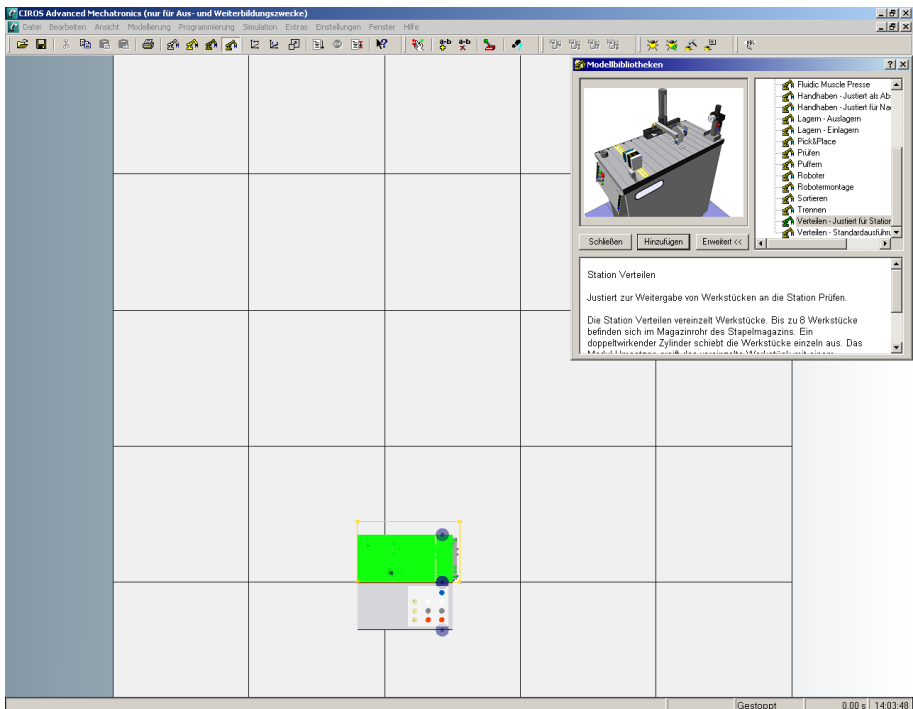 CIROS Advanced Mechatronics (nur für Aus- und Weiterbildungszwecke)
Datei Bearbeiten Ansicht Modellierung Programmierung Simulation Extras Einstellungen Fenster Hilfe
Modellbibliotheken
Fluidic Muscle Presse
Handhaben - Justiert als Ab
Handhaben - Justiert für Na
Lagern - Auslagern
Lagern - Einlagern
Pick&Place
Prüfen
Puffern
Roboter
Robotermontage
Sortieren
Trennen
Verteilen - Justiert für Station
Verteilen - Standardausführu
Schließen Hinzufügen Erweitert <<
Station Verteilen
Justiert zur Weitergabe von Werkstücken an die Station Prüfen.
Die Station Verteilen vereinzelt Werkstücke. Bis zu 8 Werkstücke
befinden sich im Magazinrohr des Stapelmagazins. Ein
doppeltwirkender Zylinder schiebt die Werkstücke einzeln aus. Das
Gestoppt 0.00 s 14:03:48